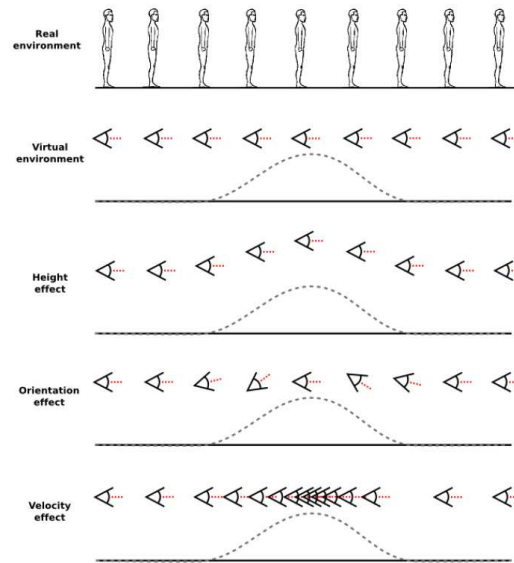 Real
environment
Virtual
environment
Height
effect
Orientation
effect
Velocity
effect